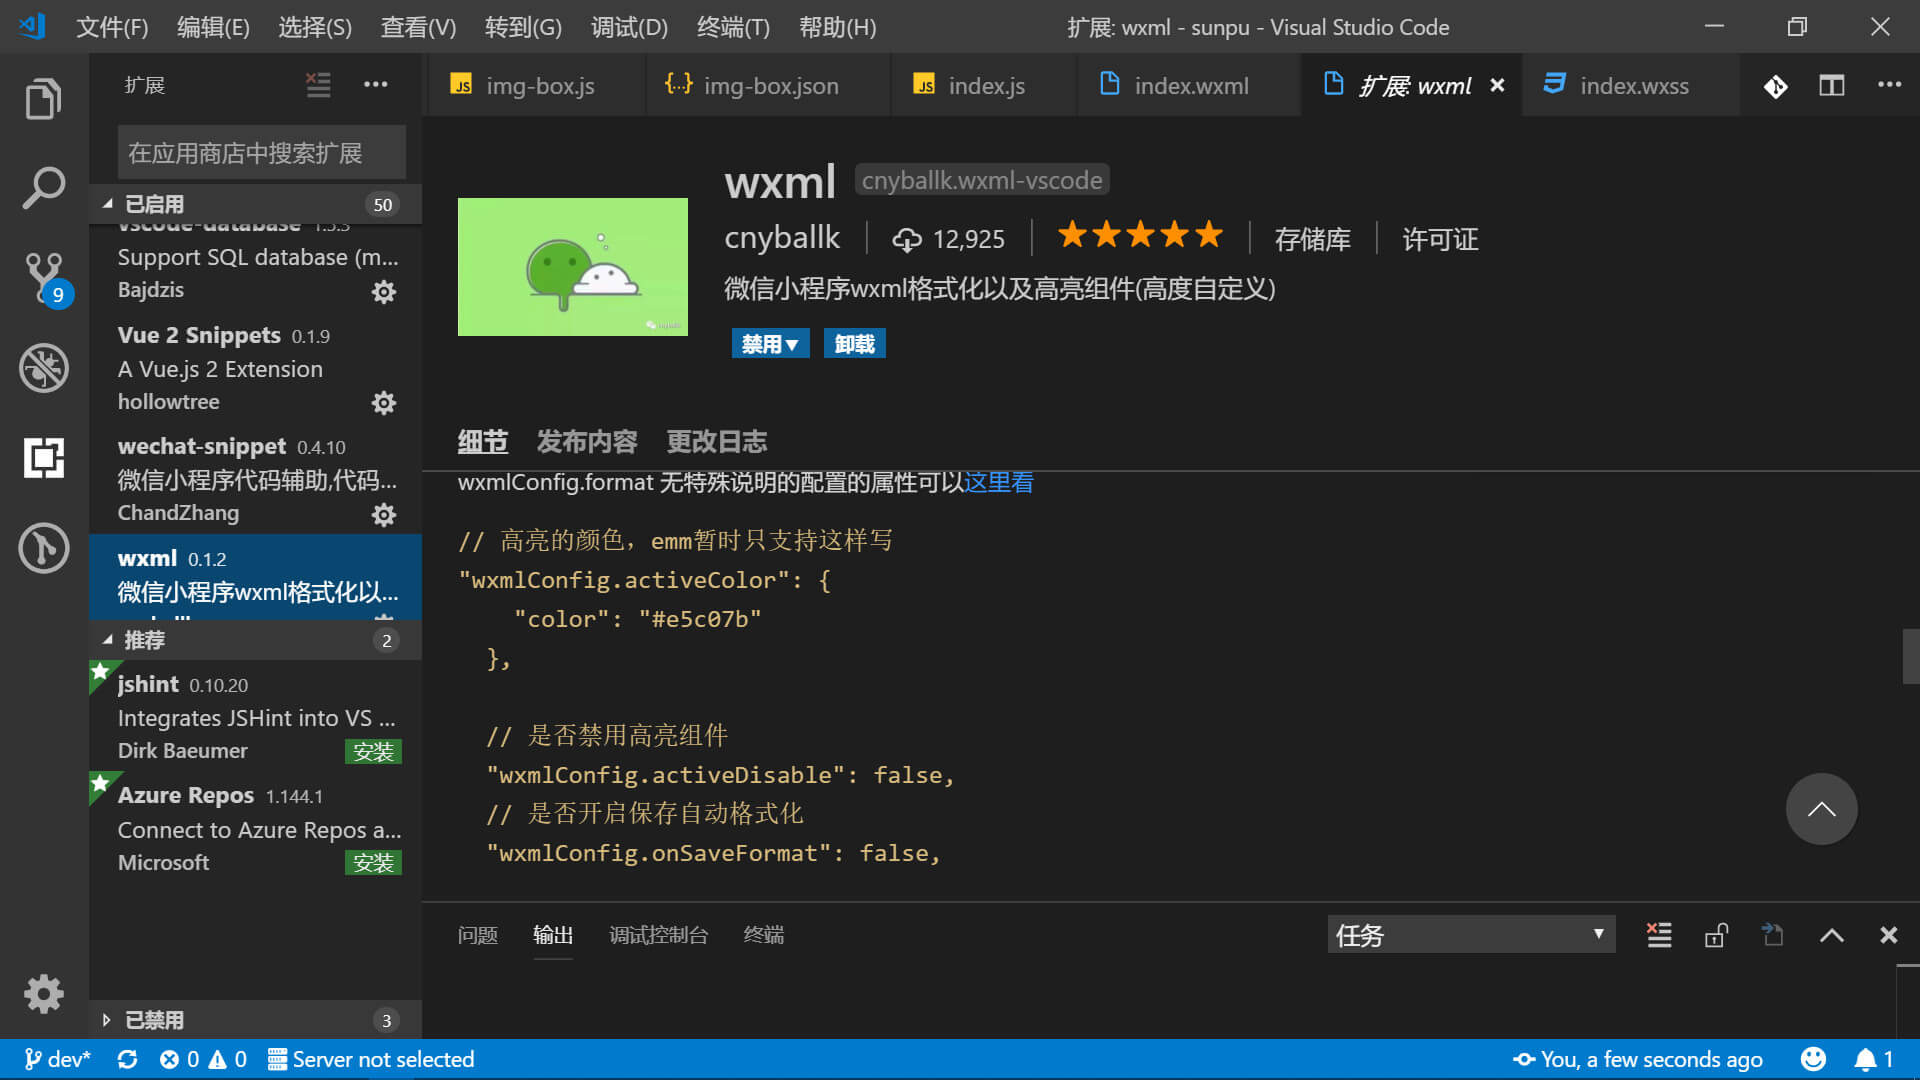 文件(F) 编辑(E) 选择(S) 查看(V) 转到(G) 调试(D) 终端(T) 帮助(H) 扩展: wxml - sunpu - Visual Studio Code
扩展
img-box.js img-box.json index.js index.wxml 扩展: wxml index.wxss
在应用商店中搜索扩展
已启用 50
vscode-database 1.5.3
Support SQL database (m...
Bajdzis
Vue 2 Snippets 0.1.9
A Vue.js 2 Extension
hollowtree
wechat-snippet 0.4.10
微信小程序代码辅助,代码...
ChandZhang
wxml 0.1.2
微信小程序wxml格式化以...
推荐 2
jshint 0.10.20
Integrates JSHint into VS ...
Dirk Baeumer 安装
Azure Repos 1.144.1
Connect to Azure Repos a...
Microsoft 安装
已禁用 3
9
wxml cnyballk.wxml-vscode
cnyballk 12,925 存储库 许可证
微信小程序wxml格式化以及高亮组件(高度自定义)
禁用 卸载
细节 发布内容 更改日志
wxmlConfig.format 无特殊说明的配置的属性可以这里看
// 高亮的颜色，emm暂时只支持这样写
"wxmlConfig.activeColor": {
"color": "#e5c07b"
},
// 是否禁用高亮组件
"wxmlConfig.activeDisable": false,
// 是否开启保存自动格式化
"wxmlConfig.onSaveFormat": false,
问题 输出 调试控制台 终端 任务
dev* 0 0 Server not selected You, a few seconds ago 1